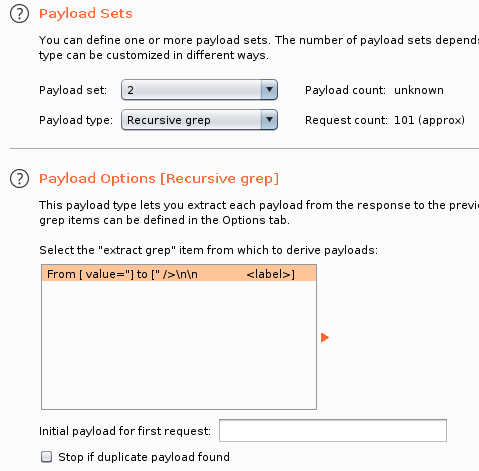 ? Payload Sets
You can define one or more payload sets. The number of payload sets depends
type can be customized in different ways.
Payload set: 2 Payload count: unknown
Payload type: Recursive grep Request count: 101 (approx)
? Payload Options [Recursive grep]
This payload type lets you extract each payload from the response to the previ
grep items can be defined in the Options tab.
Select the "extract grep" item from which to derive payloads:
From [ value="] to [" />\n\n <label>]
Initial payload for first request:
Stop if duplicate payload found